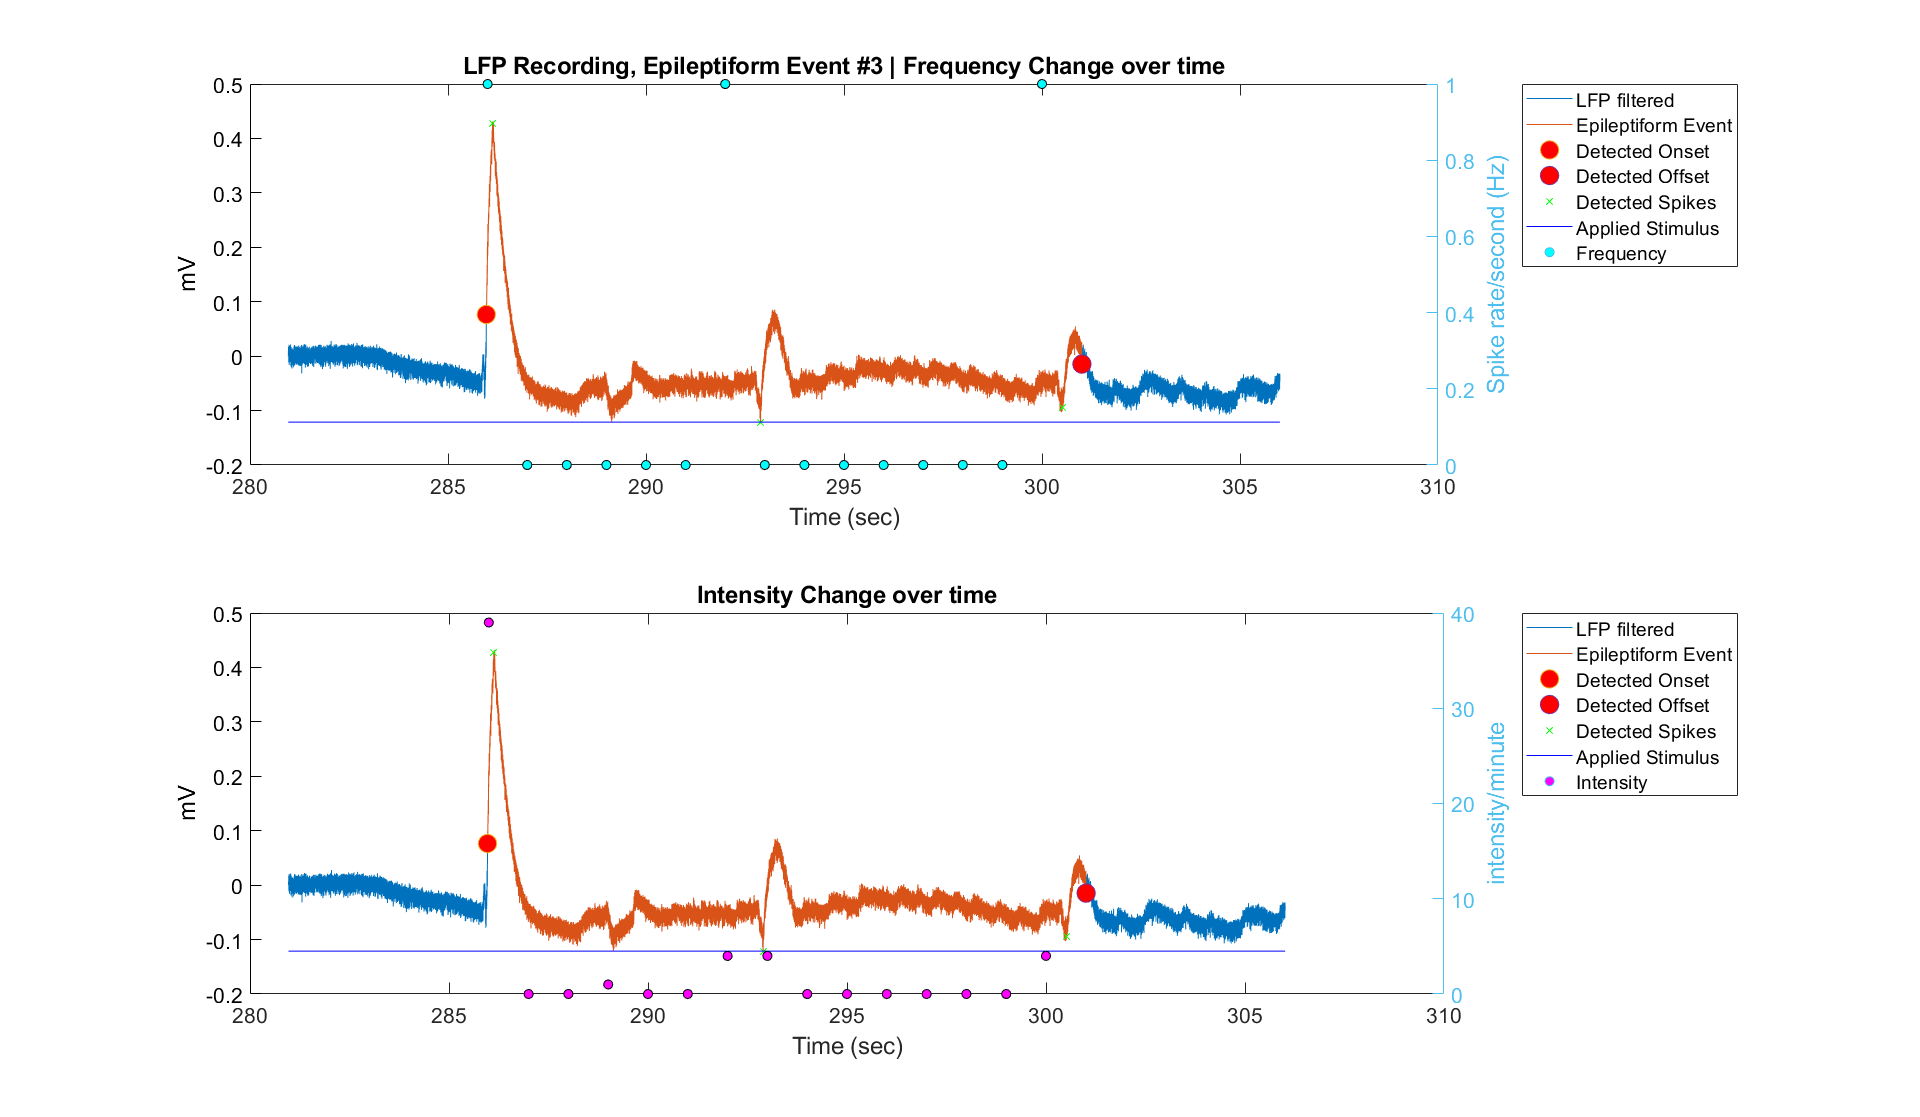 LFP Recording, Epileptiform Event #3 | Frequency Change over time
0.5
0.4
0.3
0.2
0.1
0
-0.1
-0.2
mV
280
285
290
295
300
305
310
Time (sec)
1
0.8
0.6
0.4
0.2
0
Spike rate/second (Hz)
LFP filtered
Epileptiform Event
Detected Onset
Detected Offset
Detected Spikes
Applied Stimulus
Frequency
Intensity Change over time
0.5
0.4
0.3
0.2
0.1
0
-0.1
-0.2
mV
280
285
290
295
300
305
310
Time (sec)
40
30
20
10
0
intensity/minute
LFP filtered
Epileptiform Event
Detected Onset
Detected Offset
Detected Spikes
Applied Stimulus
Intensity